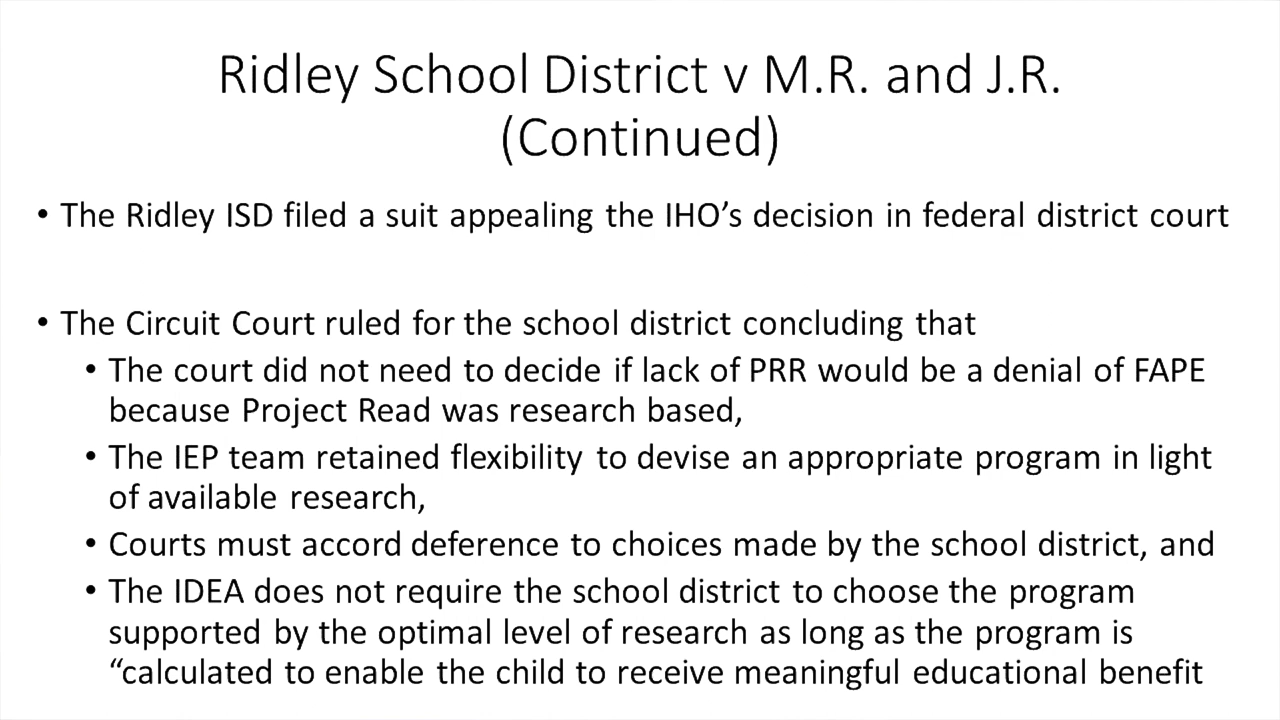 Ridley School District v M.R. and J.R.
(Continued)
• The Ridley ISD filed a suit appealing the IHO’s decision in federal district court
• The Circuit Court ruled for the school district concluding that
• The court did not need to decide if lack of PRR would be a denial of FAPE
because Project Read was research based,
• The IEP team retained flexibility to devise an appropriate program in light
of available research,
• Courts must accord deference to choices made by the school district, and
• The IDEA does not require the school district to choose the program
supported by the optimal level of research as long as the program is
“calculated to enable the child to receive meaningful educational benefit